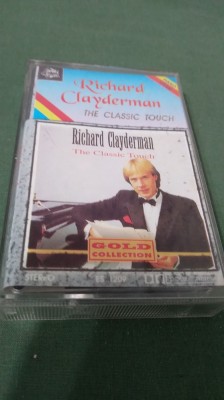 Richard
Clayderman
THE CLASSIC TOUCH
Richard Clayderman
The Classic Touch
GOLD
COLLECTION